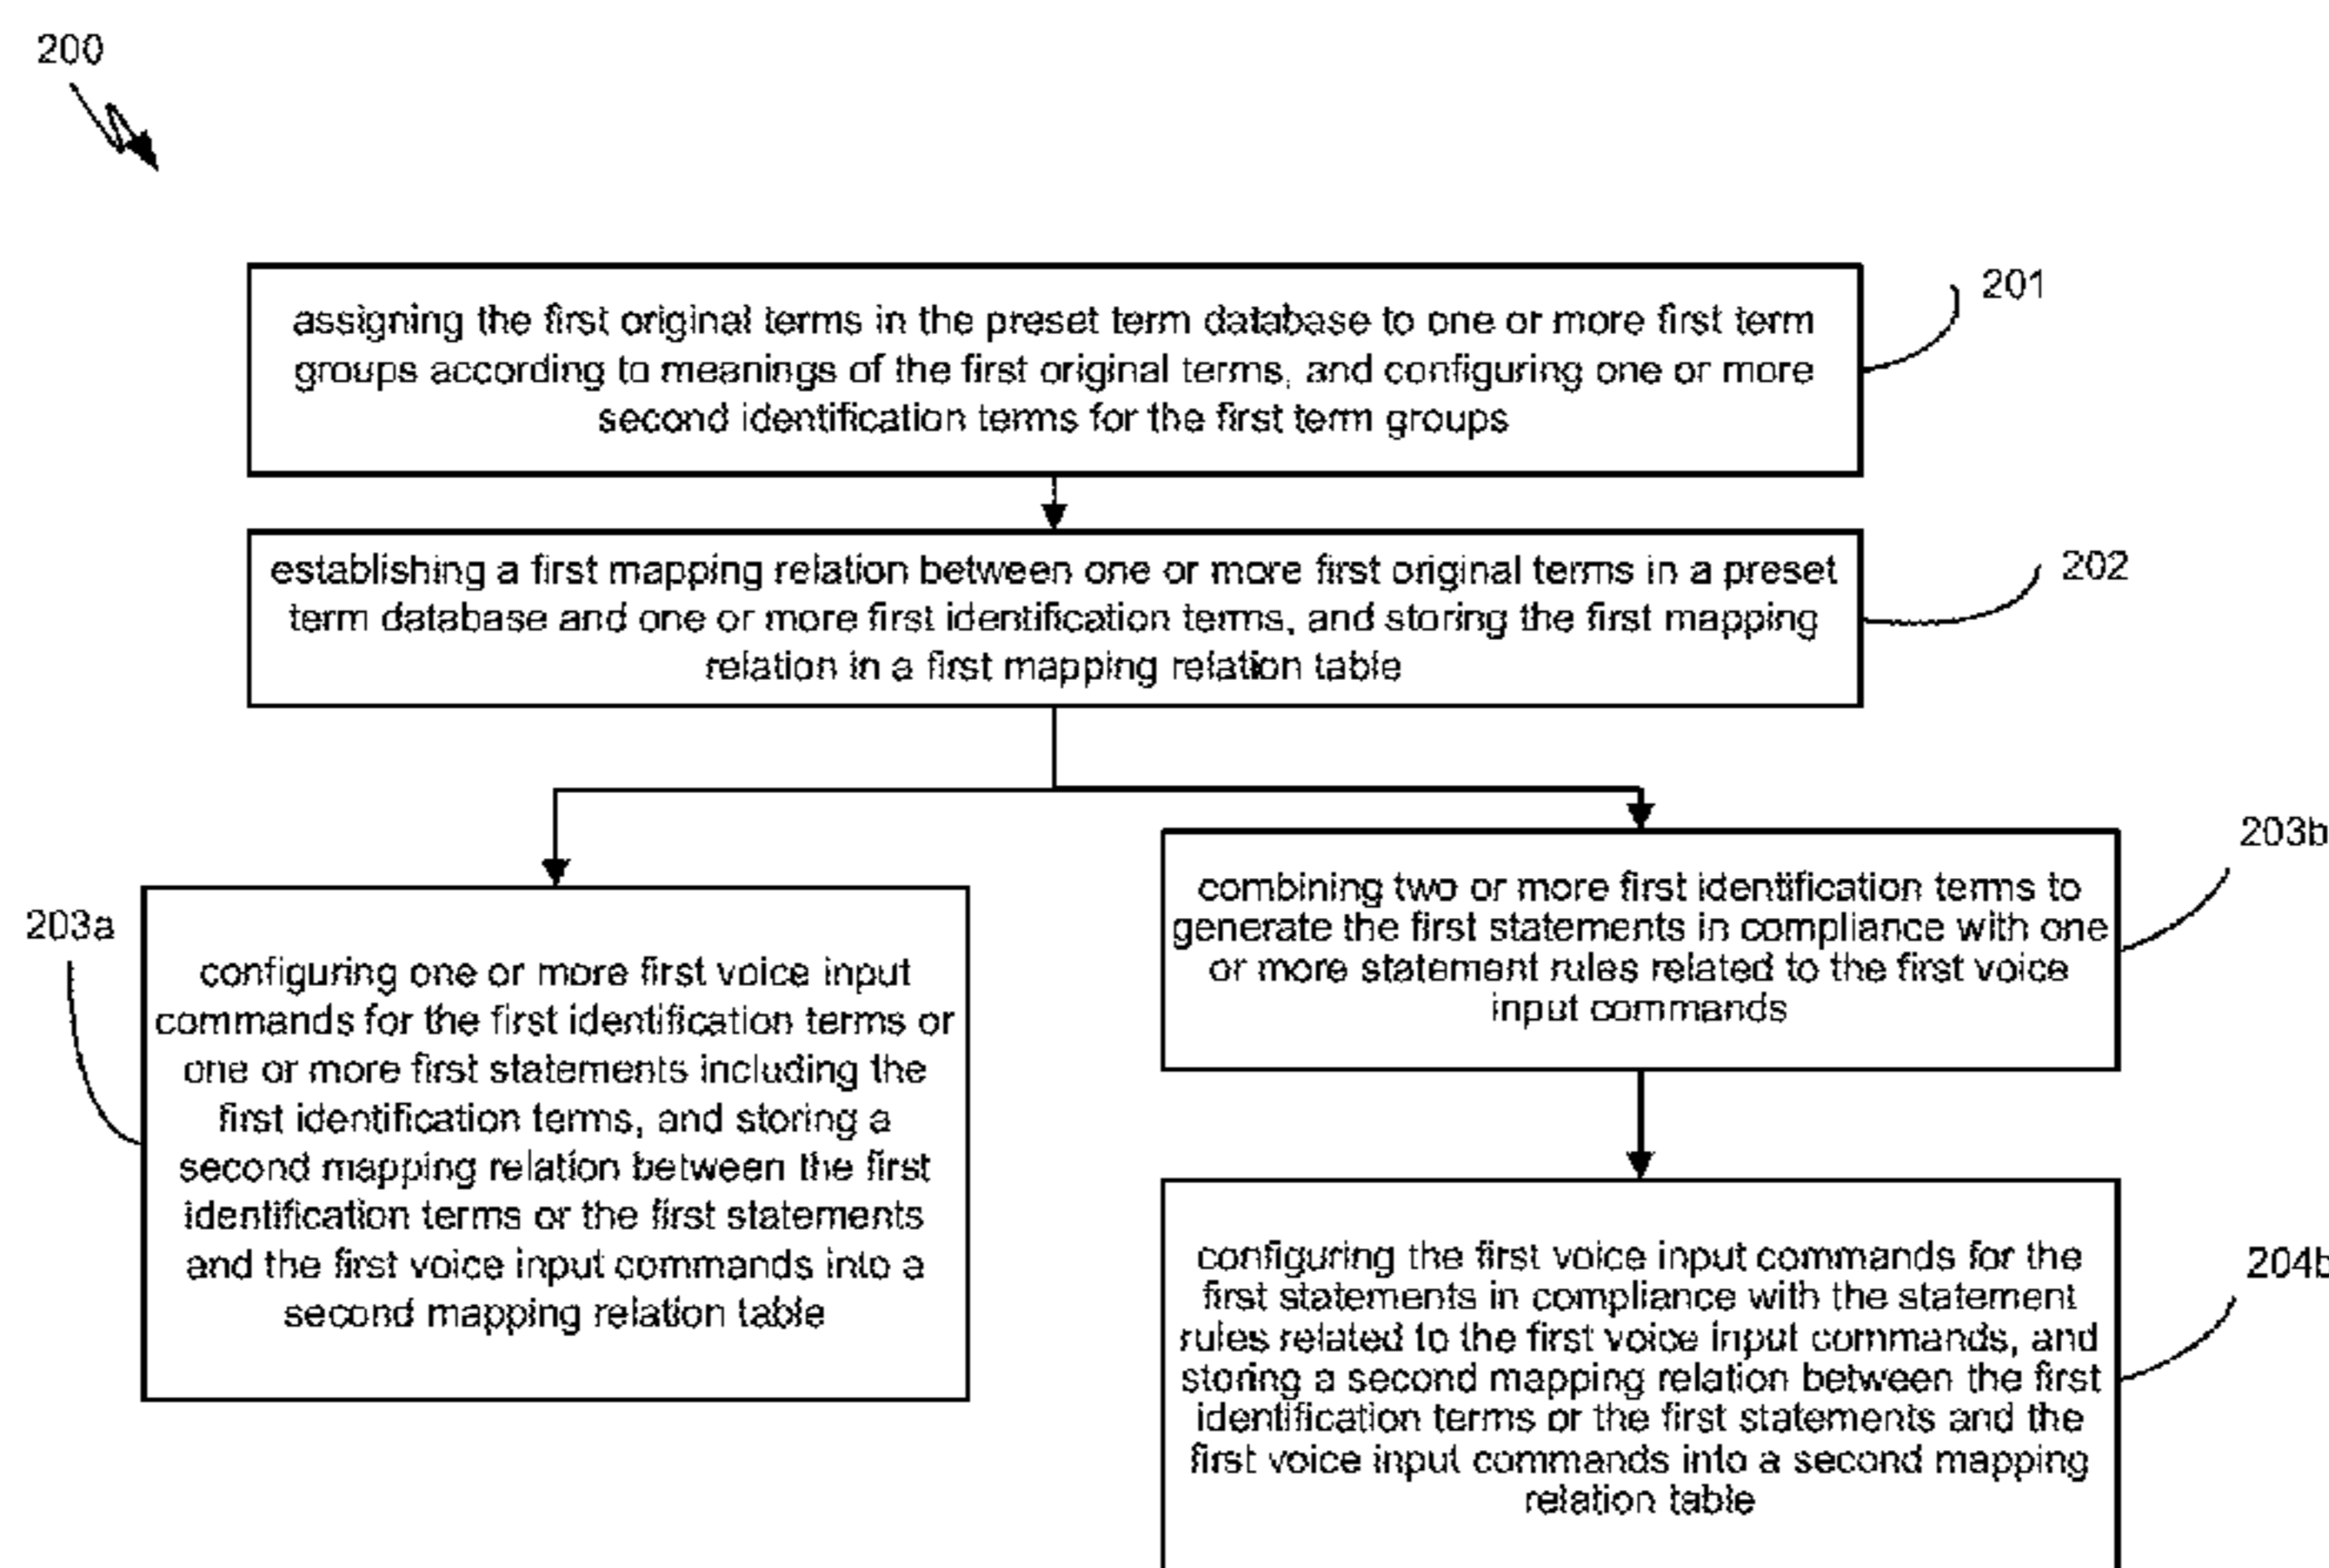 200
201
assigning the first original terms in the preset term database to one or more first term
groups according to meanings of the first original terms, and configuring one or more
second identification terms for the first term groups
202
establishing a first mapping relation between one or more first original terms in a preset
term database and one or more first identification terms, and storing the first mapping
relation in a first mapping relation table
203a
configuring one or more first voice input
commands for the first identification terms or
one or more first statements including the
first identification terms, and storing a
second mapping relation between the first
identification terms or the first statements
and the first voice input commands into a
second mapping relation table
203b
combining two or more first identification terms to
generate the first statements in compliance with one
or more statement rules related to the first voice
input commands
204b
configuring the first voice input commands for the
first statements in compliance with the statement
rules related to the first voice input commands, and
storing a second mapping relation between the first
identification terms or the first statements and the
first voice input commands into a second mapping
relation table